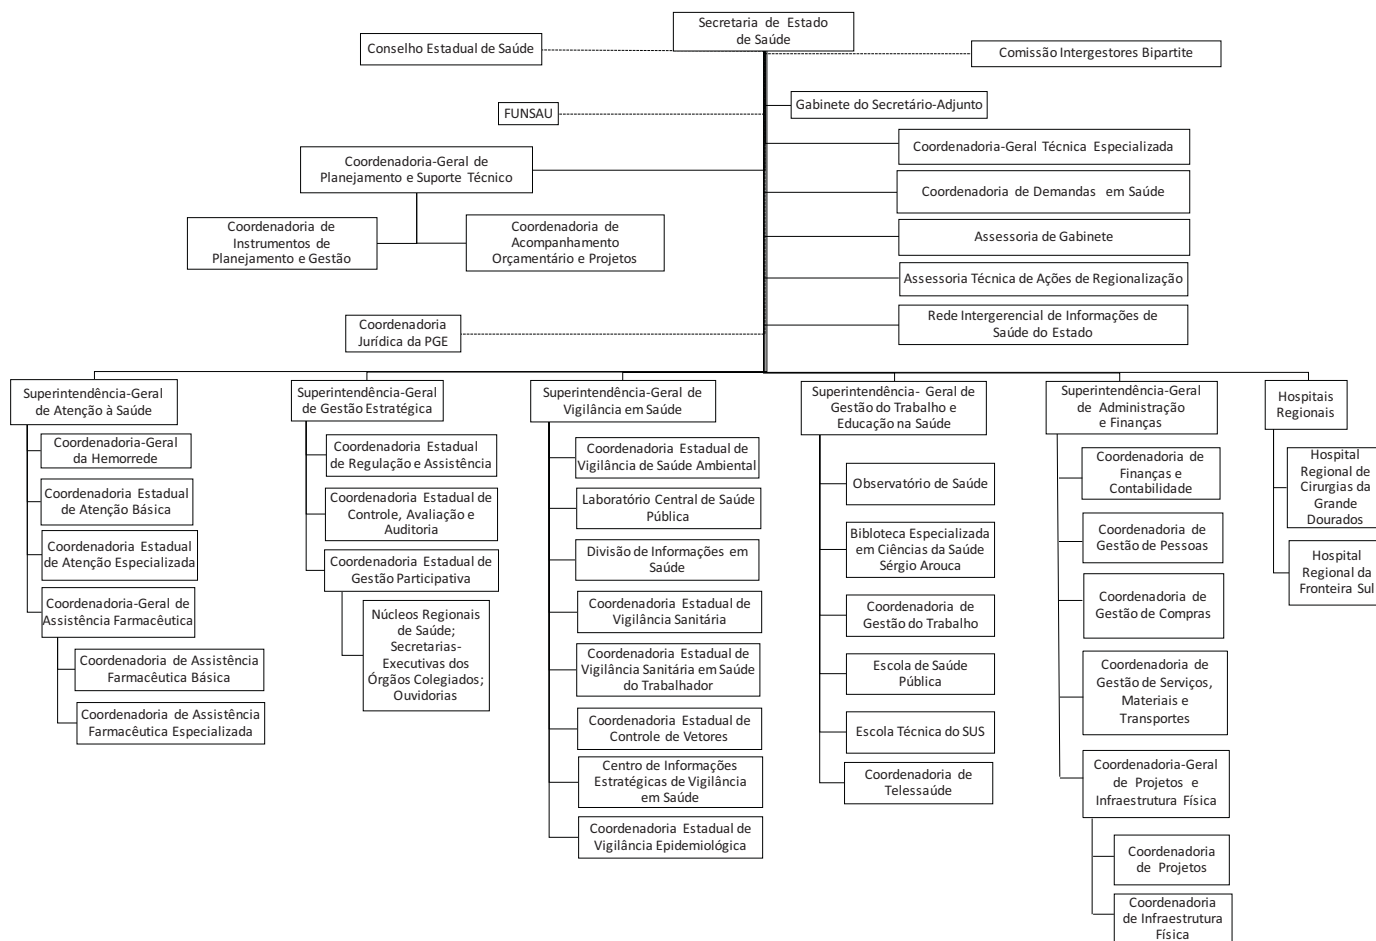 Secretaria de Estado
de Saúde
Conselho Estadual de Saúde
Comissão Intergestores Bipartite
Gabinete do Secretário-Adjunto
FUNSAU
Coordenadoria-Geral Técnica Especializada
Coordenadoria-Geral de
Planejamento e Suporte Técnico
Coordenadoria de Demandas em Saúde
Coordenadoria de
Instrumentos de
Planejamento e Gestão
Coordenadoria de
Acompanhamento
Orçamentário e Projetos
Assessoria de Gabinete
Assessoria Técnica de Ações de Regionalização
Rede Intergerencial de Informações de
Saúde do Estado
Coordenadoria
Jurídica da PGE
Superintendência-Geral
de Atenção à Saúde
Coordenadoria-Geral
da Hemorrede
Coordenadoria Estadual
de Atenção Básica
Coordenadoria Estadual
de Atenção Especializada
Coordenadoria-Geral de
Assistência Farmacêutica
Coordenadoria de Assistência
Farmacêutica Básica
Coordenadoria de Assistência
Farmacêutica Especializada
Superintendência-Geral
de Gestão Estratégica
Coordenadoria Estadual
de Regulação e Assistência
Coordenadoria Estadual de
Controle, Avaliação e
Auditoria
Coordenadoria Estadual de
Gestão Participativa
Núcleos Regionais
de Saúde;
Secretarias-
Executivas dos
Órgãos Colegiados;
Ouvidorias
Superintendência-Geral de
Vigilância em Saúde
Coordenadoria Estadual de
Vigilância de Saúde Ambiental
Laboratório Central de Saúde
Pública
Divisão de Informações em
Saúde
Coordenadoria Estadual de
Vigilância Sanitária
Coordenadoria Estadual de
Vigilância Sanitária em Saúde
do Trabalhador
Coordenadoria Estadual de
Controle de Vetores
Centro de Informações
Estratégicas de Vigilância
em Saúde
Coordenadoria Estadual de
Vigilância Epidemiológica
Superintendência- Geral de
Gestão do Trabalho e
Educação na Saúde
Observatório de Saúde
Bibloteca Especializada
em Ciências da Saúde
Sérgio Arouca
Coordenadoria de
Gestão do Trabalho
Escola de Saúde
Pública
Escola Técnica do SUS
Coordenadoria de
Telessaúde
Superintendência-Geral
de Administração
e Finanças
Coordenadoria de
Finanças e
Contabilidade
Coordenadoria de
Gestão de Pessoas
Coordenadoria de
Gestão de Compras
Coordenadoria de
Gestão de Serviços,
Materiais e
Transportes
Coordenadoria-Geral
de Projetos e
Infraestrutura Física
Coordenadoria
de Projetos
Coordenadoria
de Infraestrutura
Física
Hospitais
Regionais
Hospital
Regional de
Cirurgias da
Grande
Dourados
Hospital
Regional da
Fronteira Sul